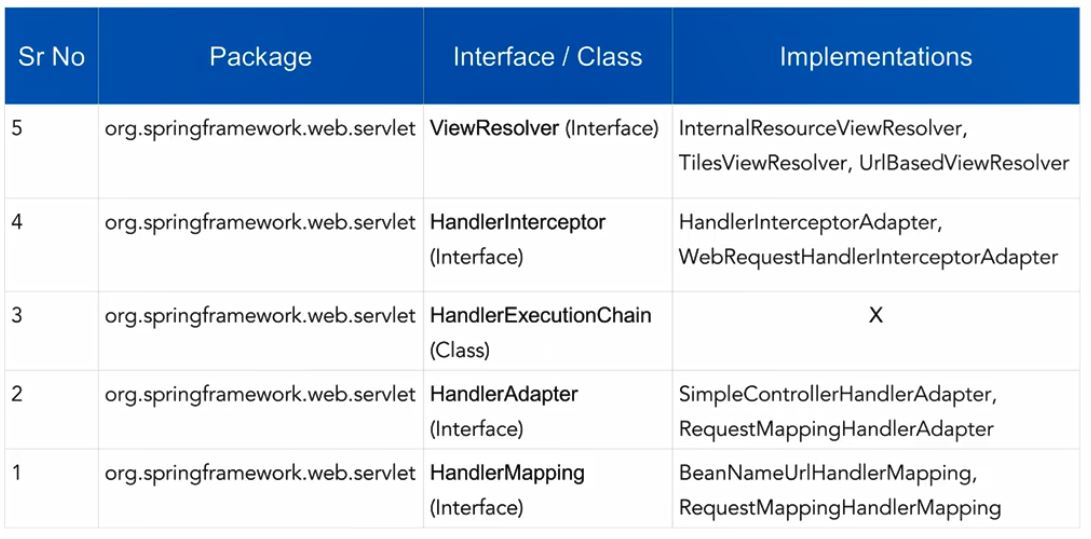 Sr No Package Interface / Class Implementations
5 org.springframework.web.servlet ViewResolver (Interface) InternalResourceViewResolver,
TilesViewResolver, UrlBasedViewResolver
4 org.springframework.web.servlet HandlerInterceptor HandlerInterceptorAdapter,
(Interface) WebRequestHandlerInterceptorAdapter
3 org.springframework.web.servlet HandlerExecutionChain X
(Class)
2 org.springframework.web.servlet HandlerAdapter SimpleControllerHandlerAdapter,
(Interface) RequestMappingHandlerAdapter
1 org.springframework.web.servlet HandlerMapping BeanNameUrlHandlerMapping,
(Interface) RequestMappingHandlerMapping